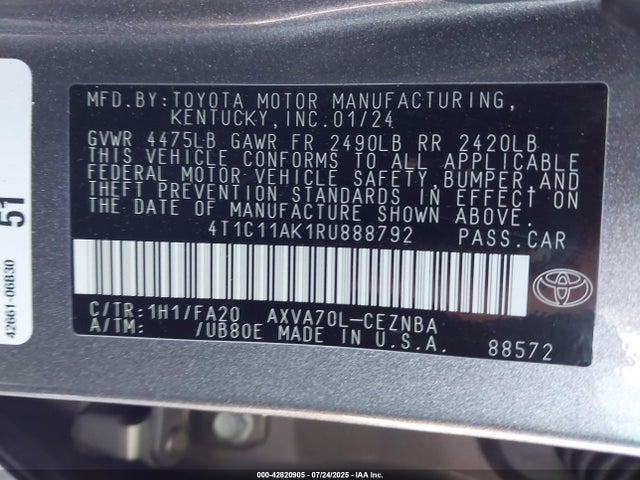 MFD.BY:TOYOTA MOTOR MANUFACTURING,
KENTUCKY,INC.01/24
GVWR 4475LB GAWR FR 2490LB RR 2420LB
THIS VEHICLE CONFORMS TO ALL APPLICABLE
FEDERAL MOTOR VEHICLE SAFETY,BUMPER,AND
THEFT PREVENTION STANDARDS IN EFFECT ON
THE DATE OF MANUFACTURE SHOWN ABOVE.
4T1C11AK1RU888792 PASS.CAR
C/TR:1H1/FA20 AXVA70L-CEZNBA
A/TM: /UB80E MADE IN U.S.A.
88572
51
42661-06B30
000-42820905 - 07/24/2025 - IAA Inc.